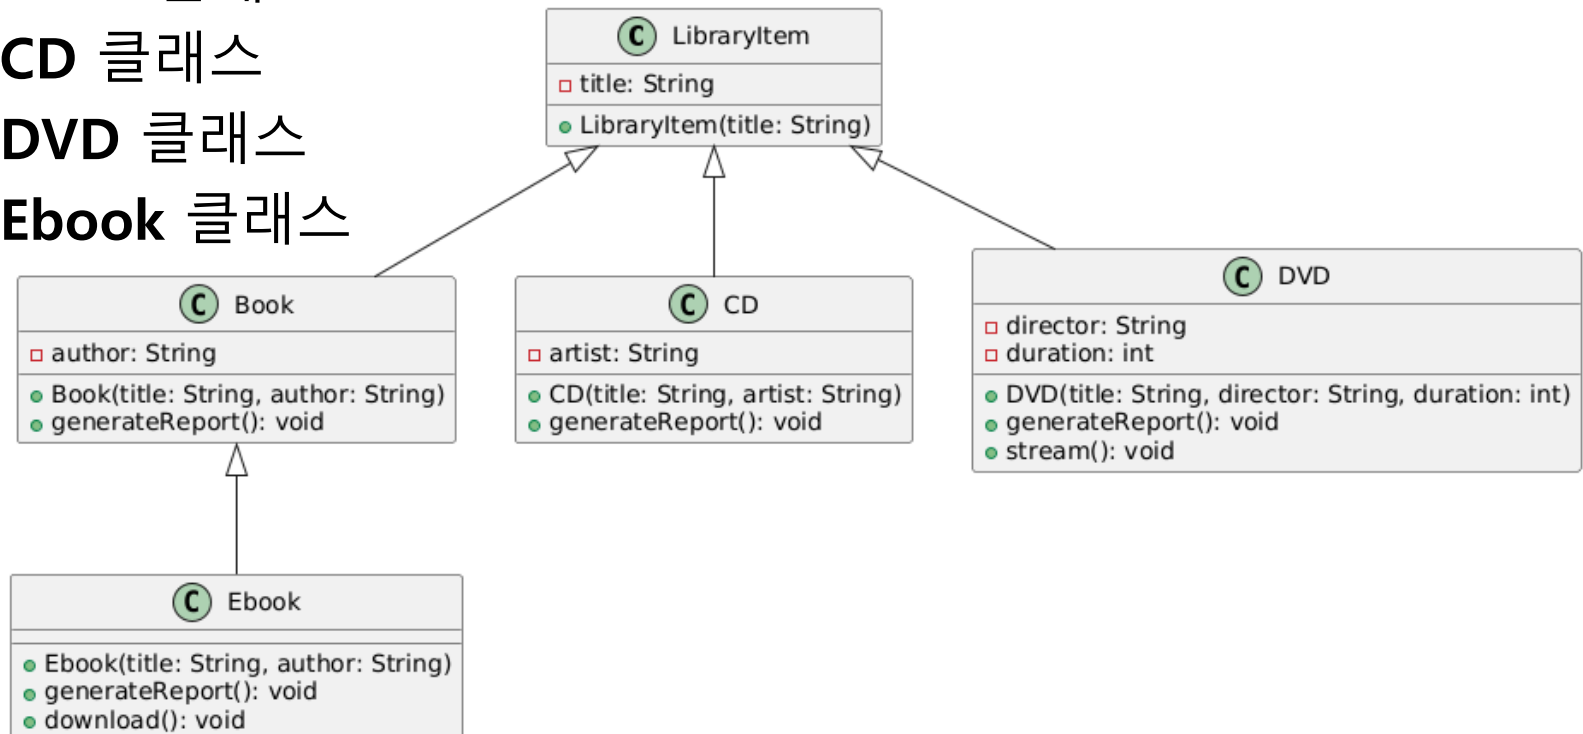 CD 클래스
DVD 클래스
Ebook 클래스
C LibraryItem
title: String
LibraryItem(title: String)
C Book
author: String
Book(title: String, author: String)
generateReport(): void
C CD
artist: String
CD(title: String, artist: String)
generateReport(): void
C DVD
director: String
duration: int
DVD(title: String, director: String, duration: int)
generateReport(): void
stream(): void
C Ebook
Ebook(title: String, author: String)
generateReport(): void
download(): void